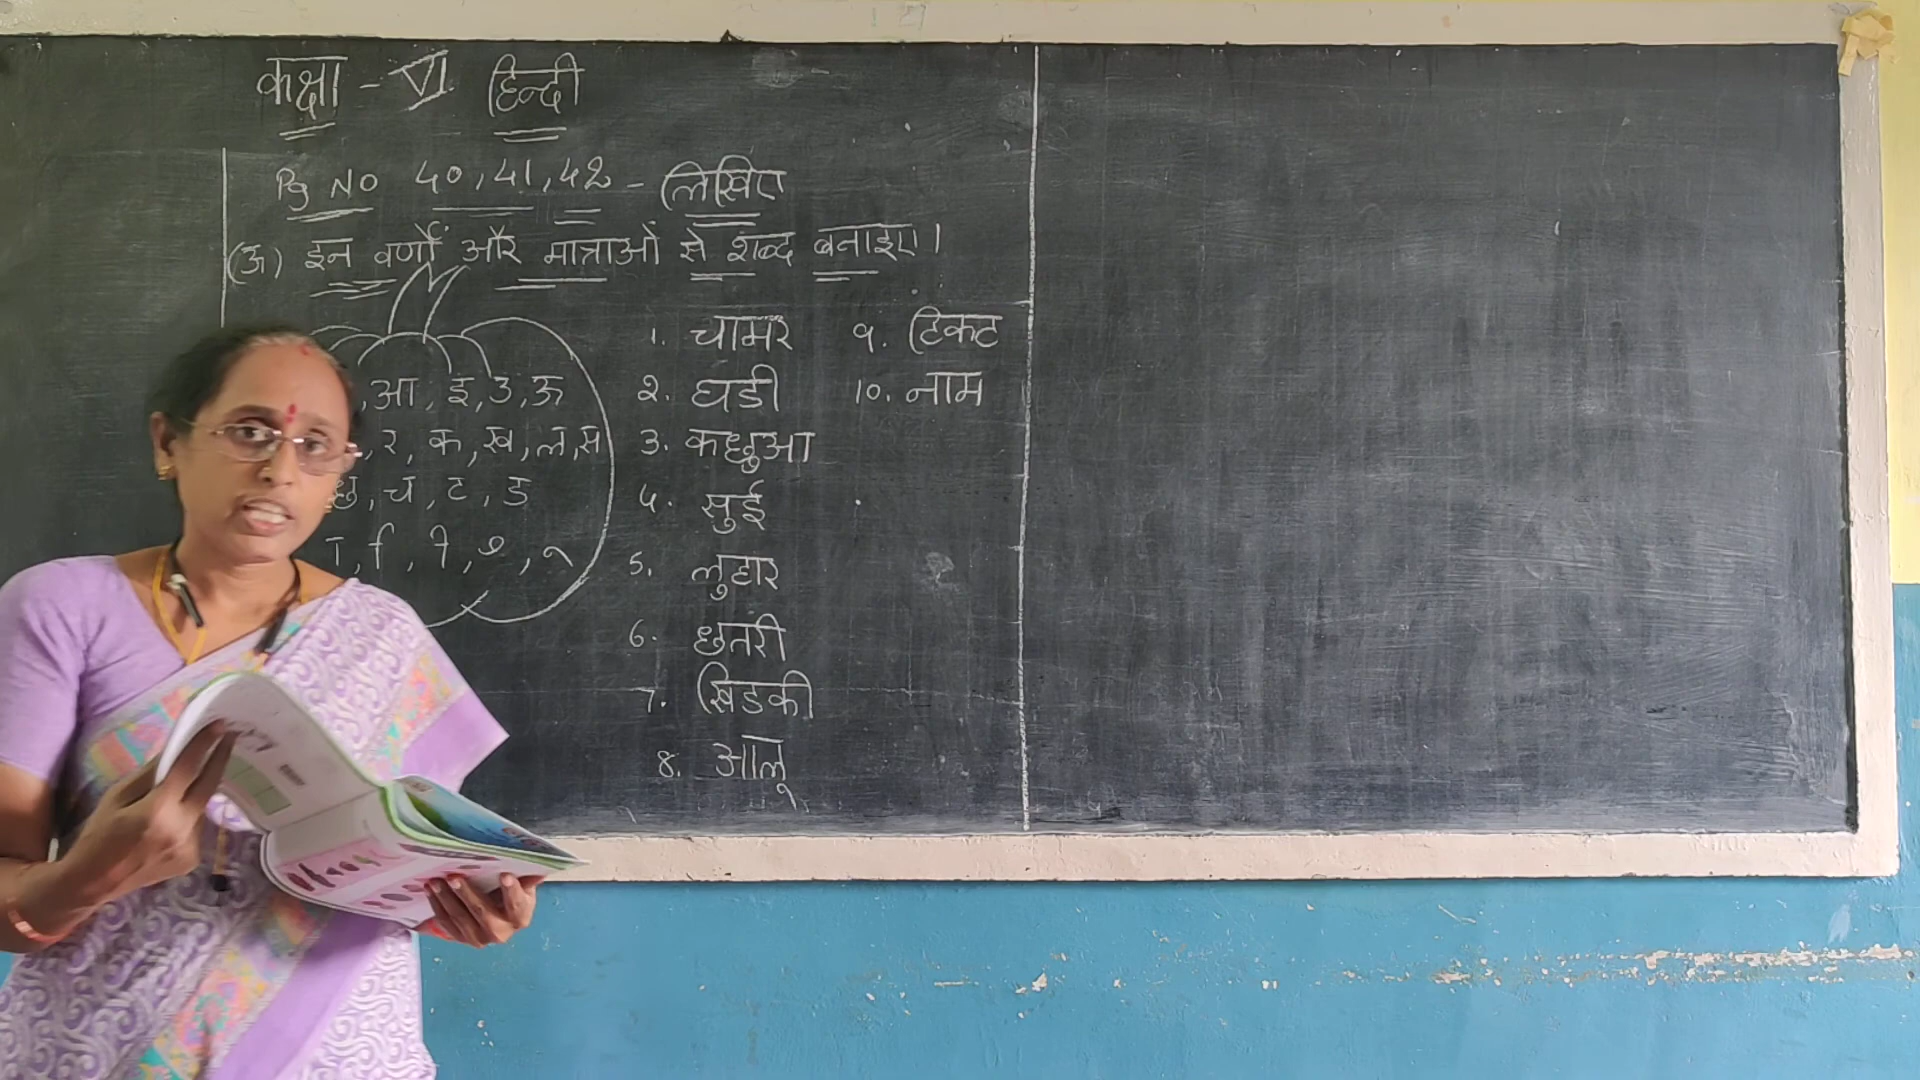 कक्षा - VI हिन्दी
Pg NO 40, 41, 42 - लिखिए
(अ) इन वर्णों और मात्राओं से शब्द बनाइए।
, आ, इ, उ, ऊ
, र, क, ख, ल, स
छ, च, ट, ड
ा, ि, ी, ु, ू
1. चामर
2. घडी
3. कछुआ
4. सुई
5. लुहार
6. छतरी
7. खिडकी
8. आलू
९. टिकट
10. नाम